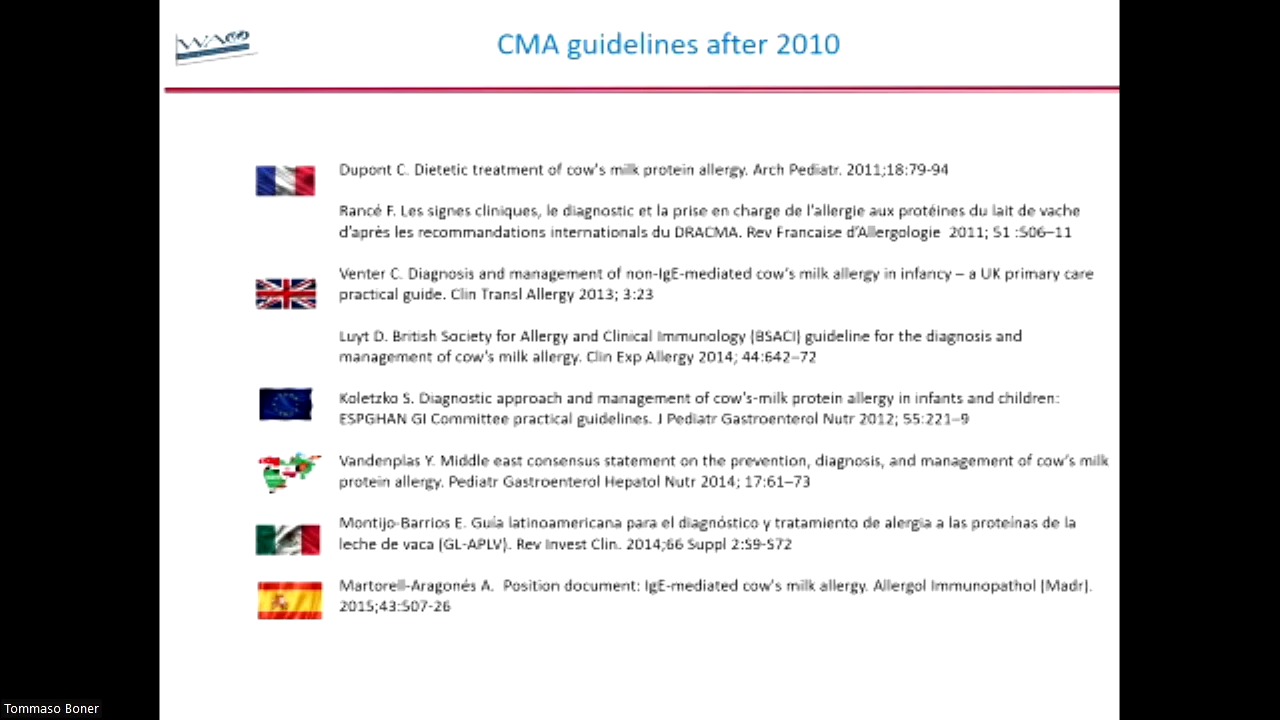 WAO
CMA guidelines after 2010
Dupont C. Dietetic treatment of cow's milk protein allergy. Arch Pediatr. 2011;18:79-94
Rancé F. Les signes cliniques, le diagnostic et la prise en charge de l'allergie aux protéines du lait de vache
d'après les recommandations internationals du DRACMA. Rev Francaise d'Allergologie 2011; 51 :506–11
Venter C. Diagnosis and management of non-IgE-mediated cow's milk allergy in infancy – a UK primary care
practical guide. Clin Transl Allergy 2013; 3:23
Luyt D. British Society for Allergy and Clinical Immunology (BSACI) guideline for the diagnosis and
management of cow's milk allergy. Clin Exp Allergy 2014; 44:642–72
Koletzko S. Diagnostic approach and management of cow's-milk protein allergy in infants and children:
ESPGHAN GI Committee practical guidelines. J Pediatr Gastroenterol Nutr 2012; 55:221–9
Vandenplas Y. Middle east consensus statement on the prevention, diagnosis, and management of cow's milk
protein allergy. Pediatr Gastroenterol Hepatol Nutr 2014; 17:61–73
Montijo-Barrios E. Guía latinoamericana para el diagnóstico y tratamiento de alergia a las proteínas de la
leche de vaca (GL-APLV). Rev Invest Clin. 2014;66 Suppl 2:S9-S72
Martorell-Aragonés A. Position document: IgE-mediated cow's milk allergy. Allergol Immunopathol (Madr).
2015;43:507-26
Tommaso Boner